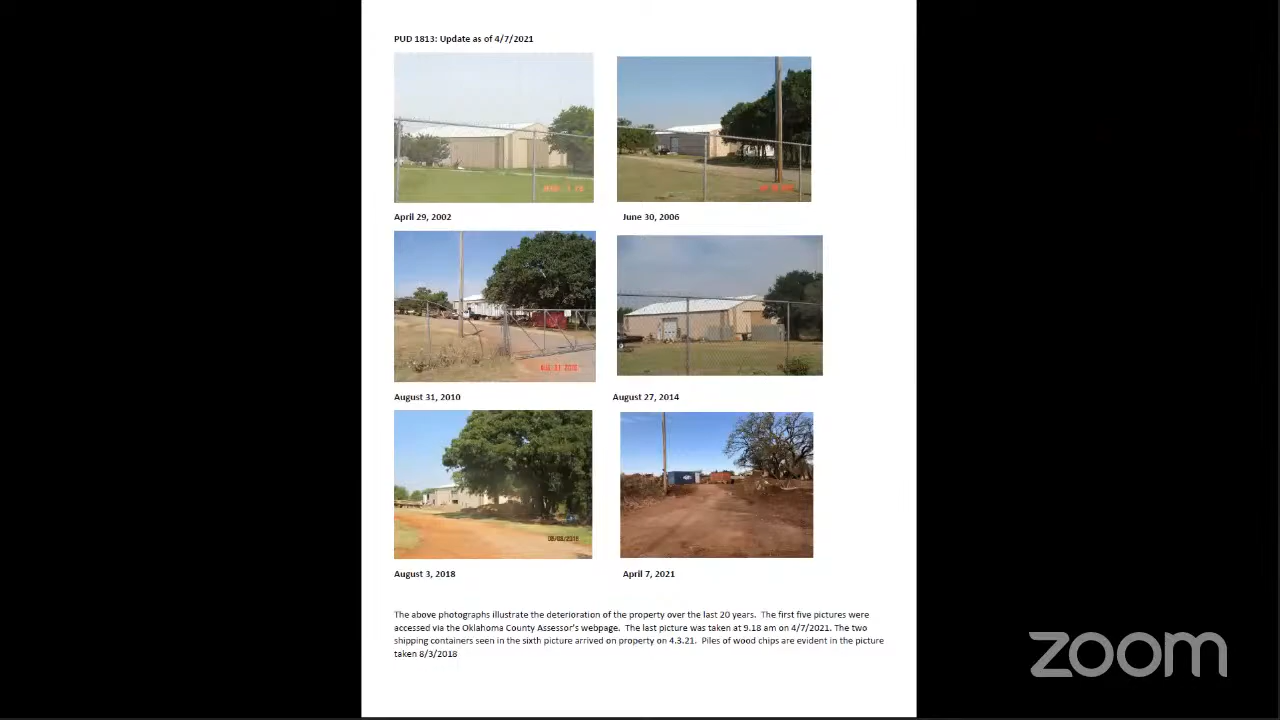 PUD 1813: Update as of 4/7/2021
April 29, 2002
June 30, 2006
AUG 31 2010
August 31, 2010
August 27, 2014
August 3, 2018
April 7, 2021
The above photographs illustrate the deterioration of the property over the last 20 years. The first five pictures were
accessed via the Oklahoma County Assessor's webpage. The last picture was taken at 9.18 am on 4/7/2021. The two
shipping containers seen in the sixth picture arrived on property on 4.3.21. Piles of wood chips are evident in the picture
taken 8/3/2018
zoom